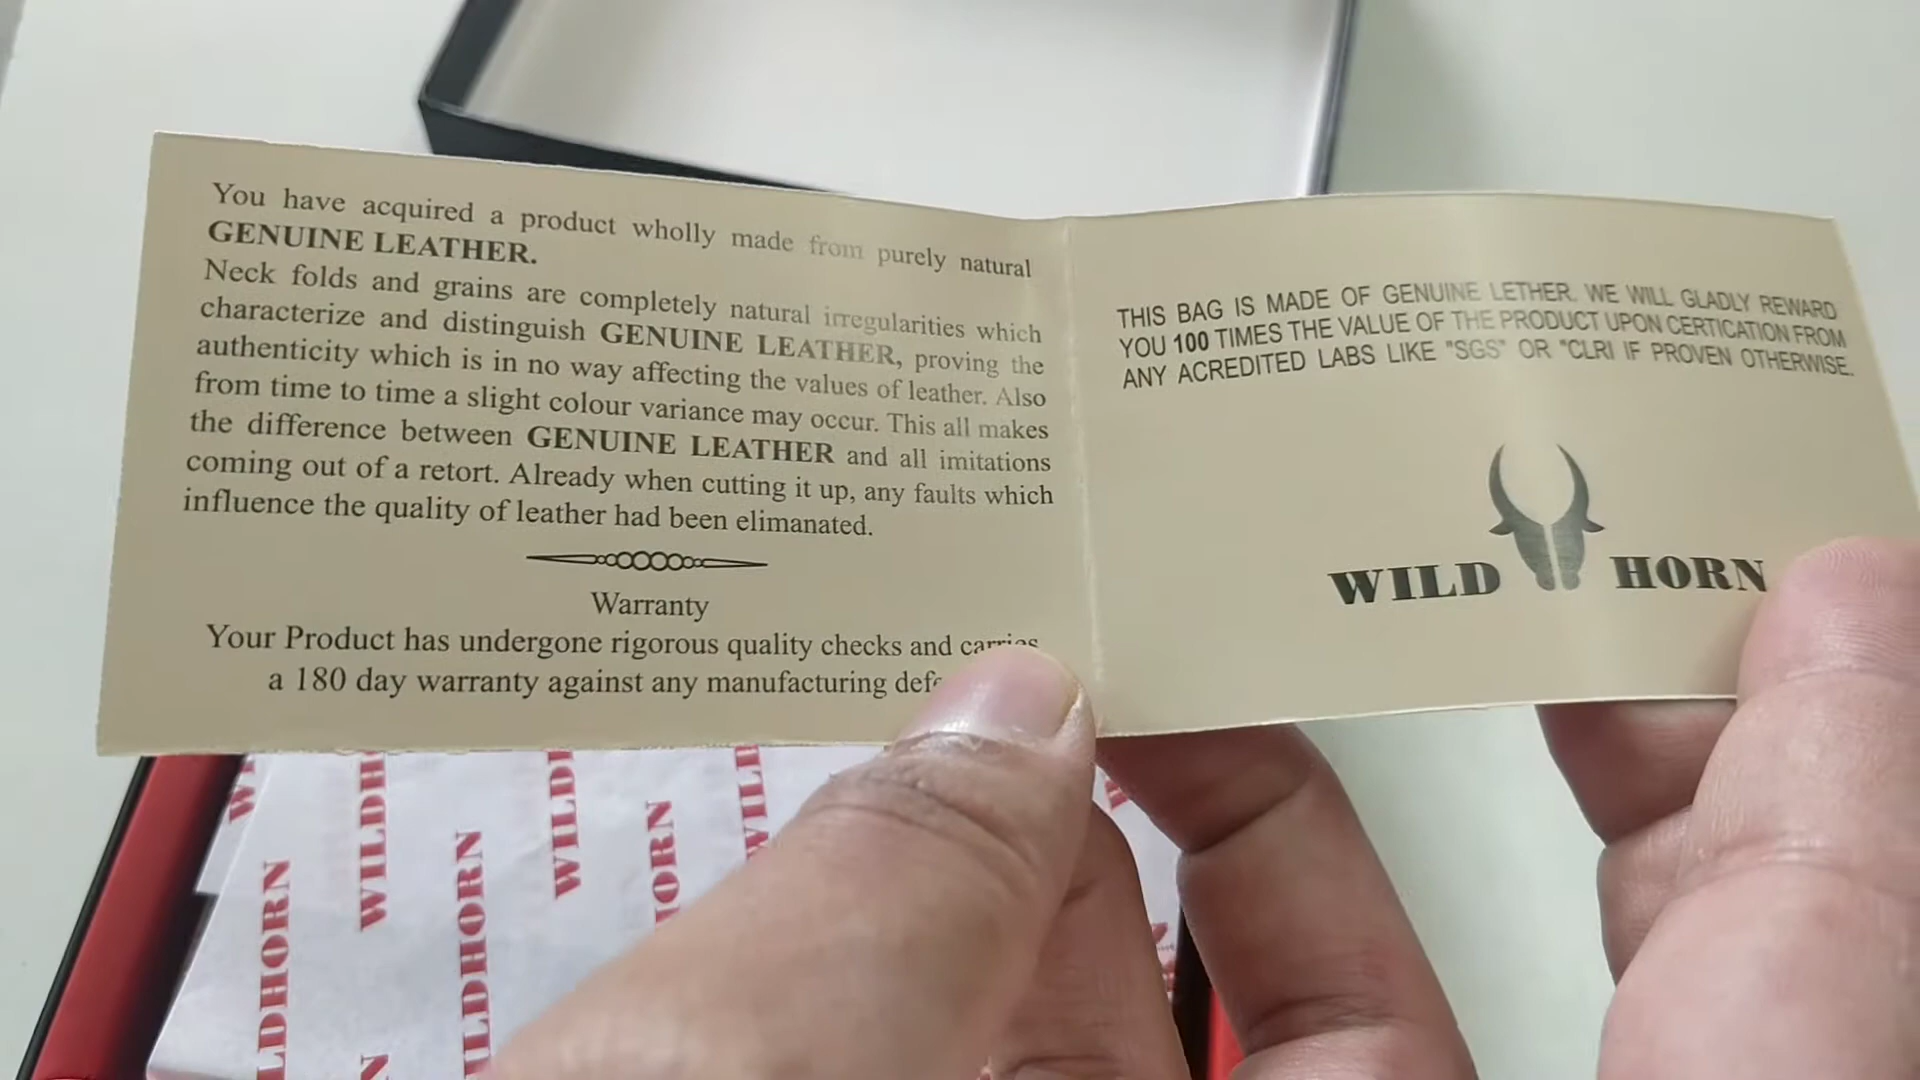 You have acquired a product wholly made from purely natural
GENUINE LEATHER.
Neck folds and grains are completely natural irregularities which
characterize and distinguish GENUINE LEATHER, proving the
authenticity which is in no way affecting the values of leather. Also
from time to time a slight colour variance may occur. This all makes
the difference between GENUINE LEATHER and all imitations
coming out of a retort. Already when cutting it up, any faults which
influence the quality of leather had been elimanated.
Warranty
Your Product has undergone rigorous quality checks and carries
a 180 day warranty against any manufacturing
THIS BAG IS MADE OF GENUINE LETHER. WE WILL GLADLY REWARD
YOU 100 TIMES THE VALUE OF THE PRODUCT UPON CERTICATION FROM
ANY ACREDITED LABS LIKE "SGS" OR "CLRI IF PROVEN OTHERWISE.
WILD HORN
WILDHORN